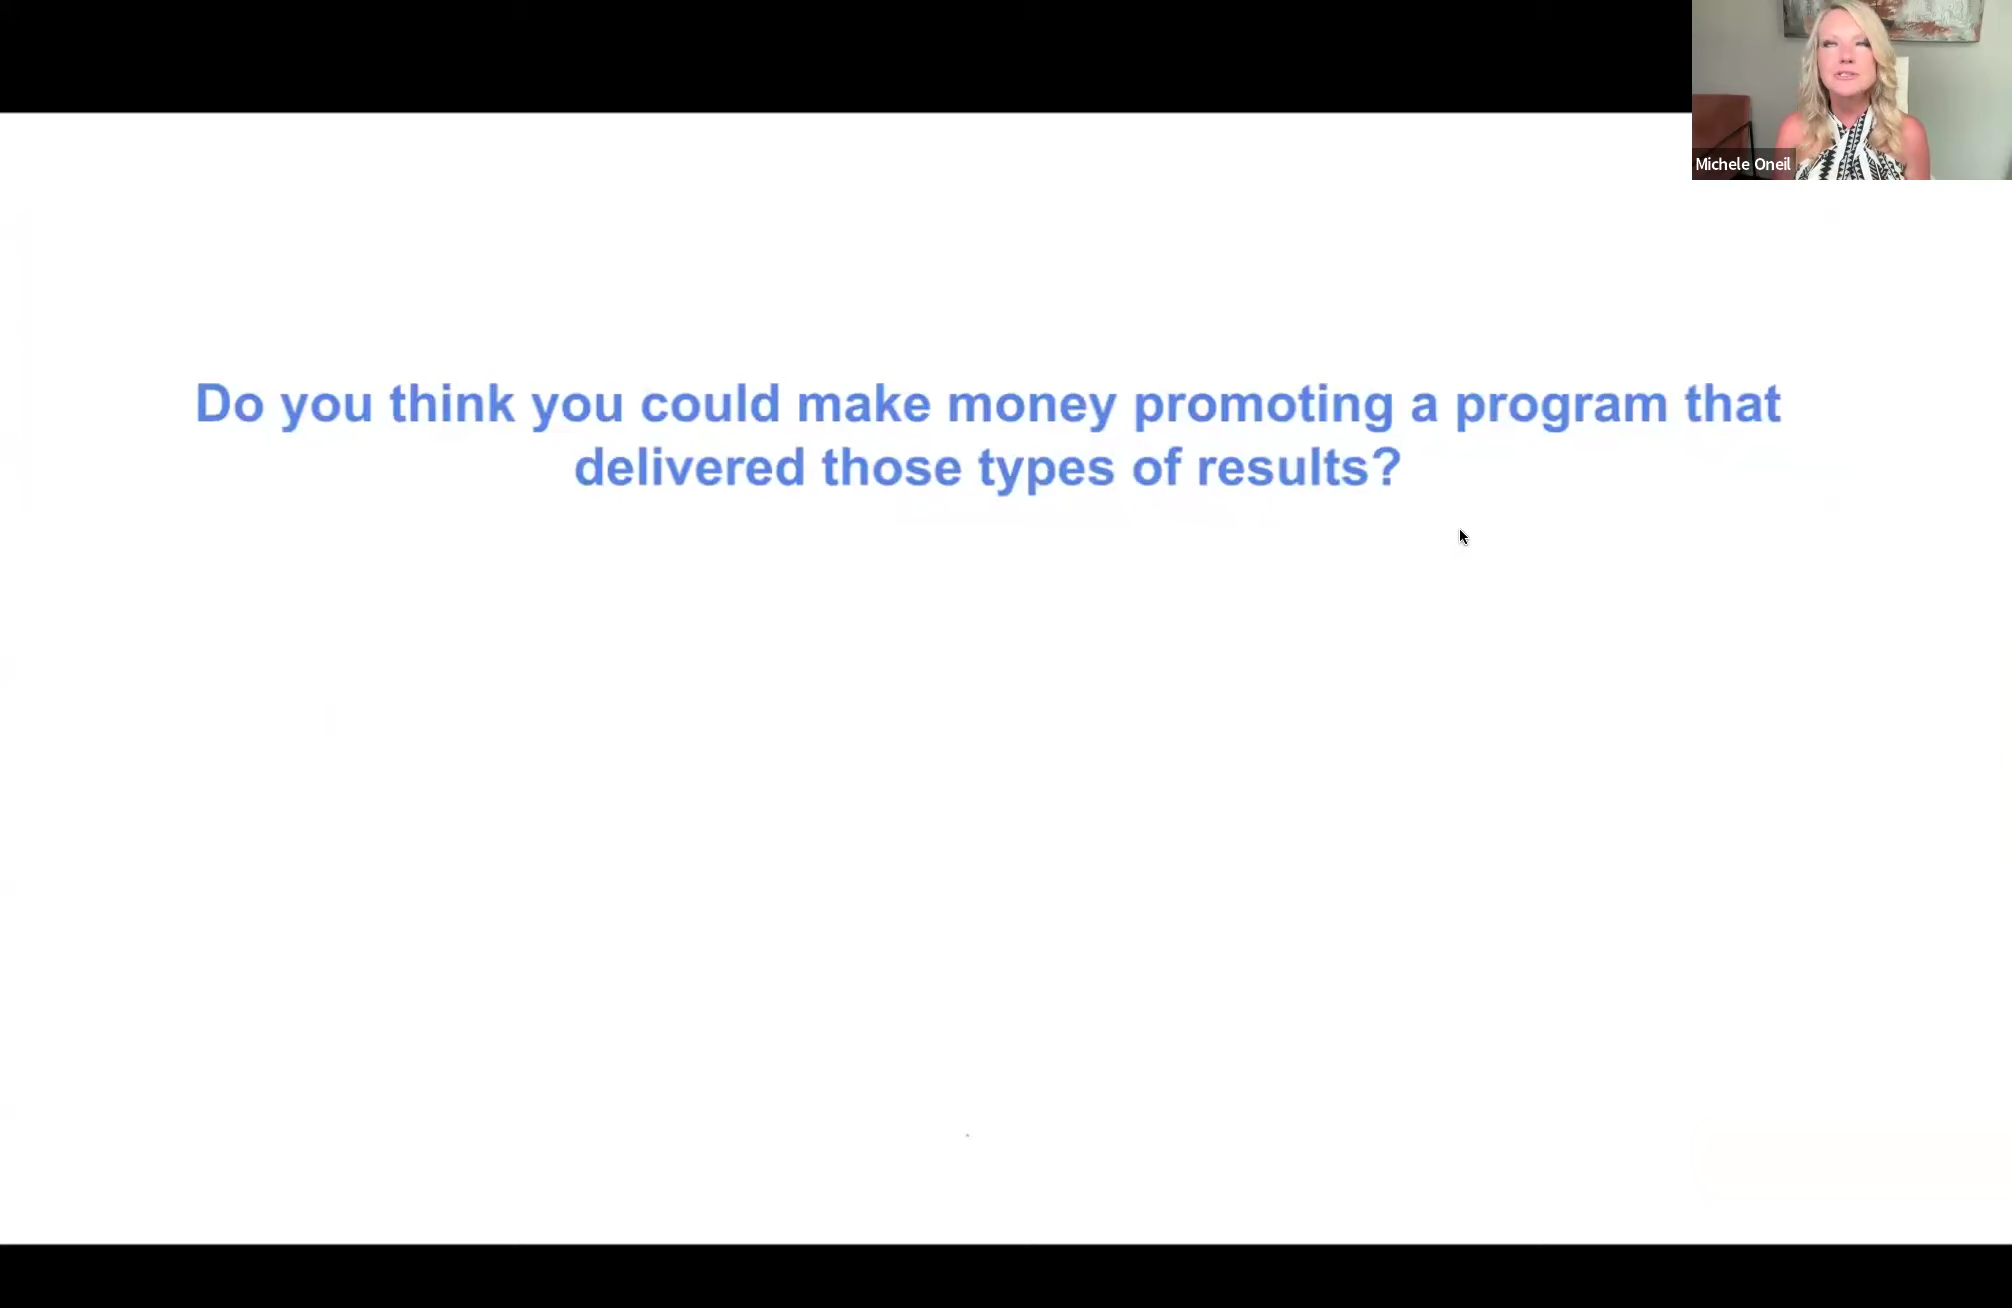 Michele Oneil
Do you think you could make money promoting a program that
delivered those types of results?